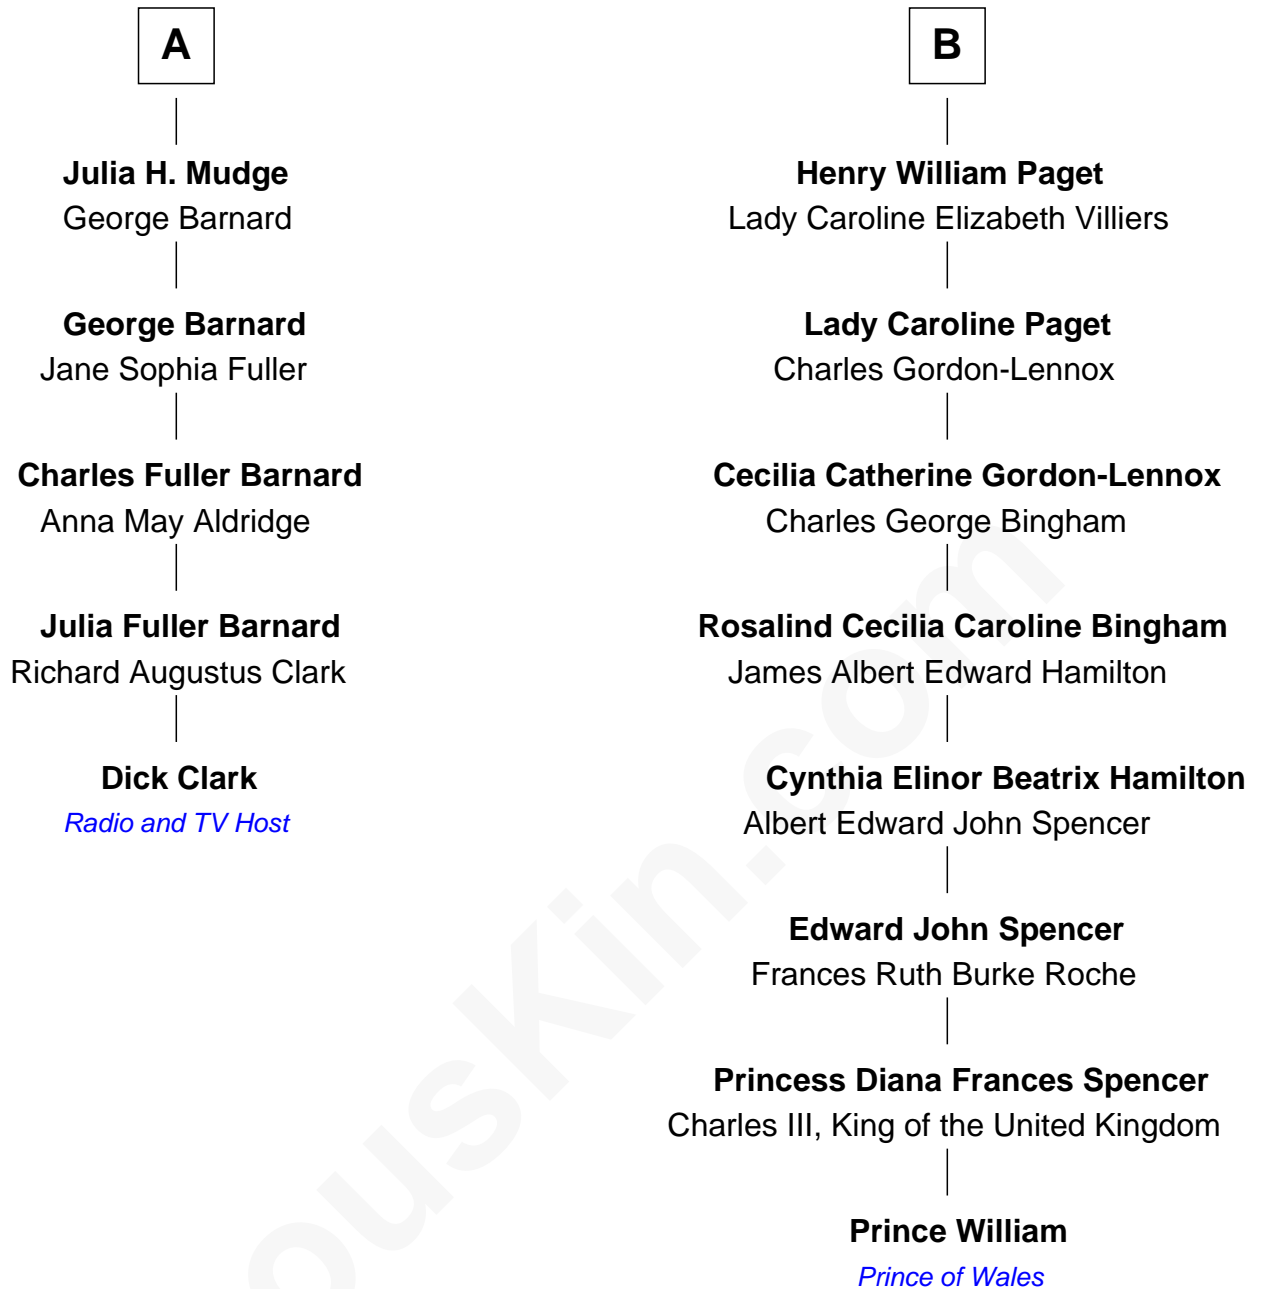 A
Julia H. Mudge
George Barnard
George Barnard
Jane Sophia Fuller
Charles Fuller Barnard
Anna May Aldridge
Julia Fuller Barnard
Richard Augustus Clark
Dick Clark
Radio and TV Host
B
Henry William Paget
Lady Caroline Elizabeth Villiers
Lady Caroline Paget
Charles Gordon-Lennox
Cecilia Catherine Gordon-Lennox
Charles George Bingham
Rosalind Cecilia Caroline Bingham
James Albert Edward Hamilton
Cynthia Elinor Beatrix Hamilton
Albert Edward John Spencer
Edward John Spencer
Frances Ruth Burke Roche
Princess Diana Frances Spencer
Charles III, King of the United Kingdom
Prince William
Prince of Wales
ousKin.com